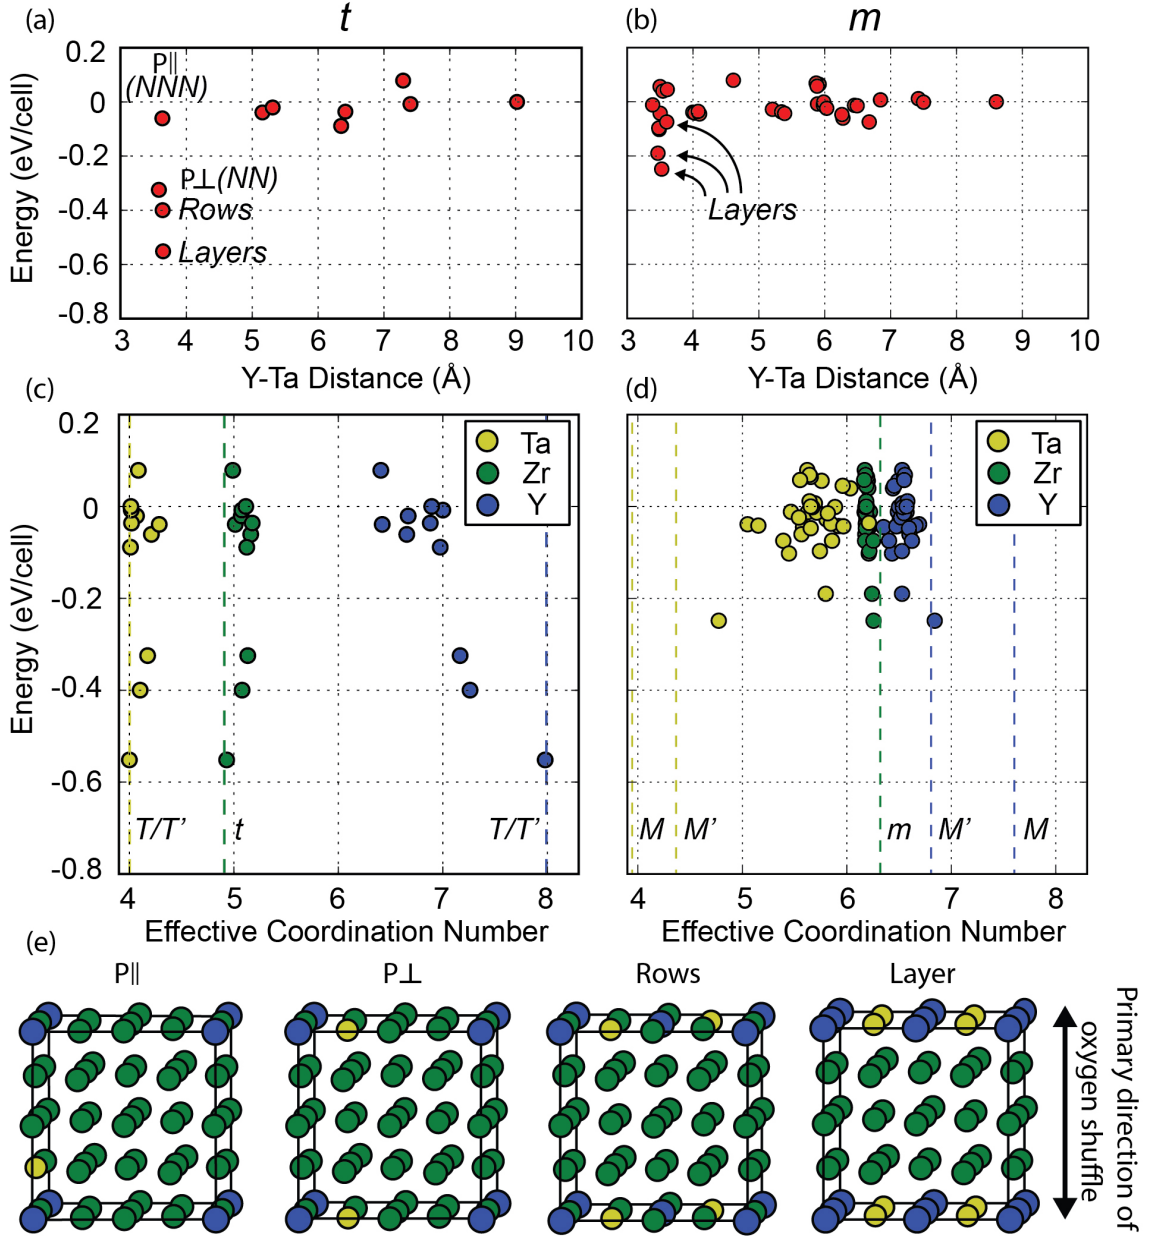 (a)
t
(b)
m
0.2
0
-0.2
-0.4
-0.6
-0.8
Energy (eV/cell)
P||
(NNN)
P⊥(NN)
Rows
Layers
3 4 5 6 7 8 9 10
Y-Ta Distance (Å)
Layers
3 4 5 6 7 8 9 10
Y-Ta Distance (Å)
(c)
(d)
0.2
0
-0.2
-0.4
-0.6
-0.8
Energy (eV/cell)
Ta
Zr
Y
T/T’
t
T/T’
4 5 6 7 8
Effective Coordination Number
Ta
Zr
Y
M
M’
m
M’
M
4 5 6 7 8
Effective Coordination Number
(e)
P||
P⊥
Rows
Layer
Primary direction of
oxygen shuffle